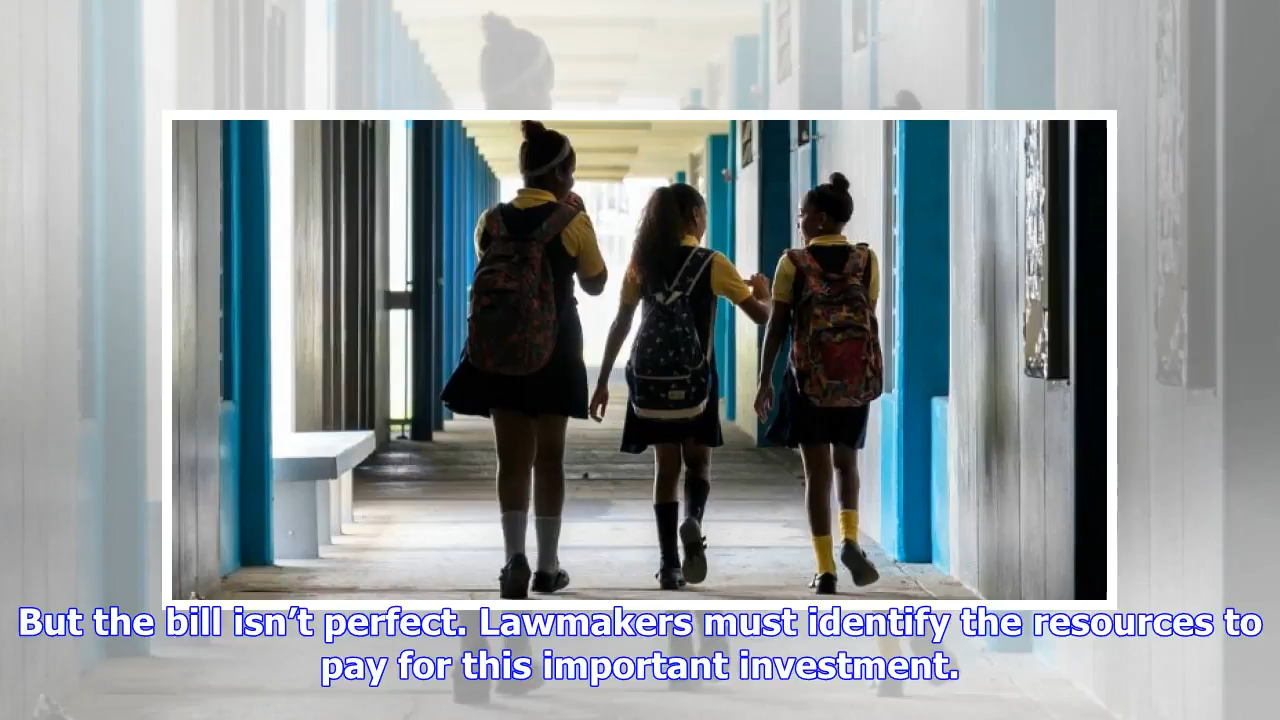 But the bill isn’t perfect. Lawmakers must identify the resources to
pay for this important investment.